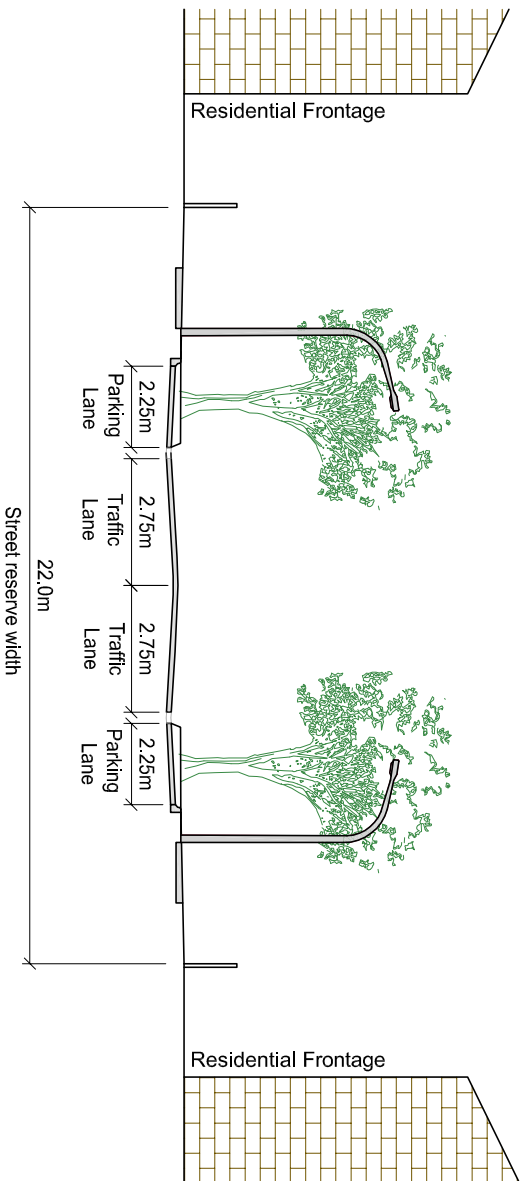 Residential Frontage
Residential Frontage
2.25m
Parking
Lane
2.75m
Traffic
Lane
2.75m
Traffic
Lane
2.25m
Parking
Lane
22.0m
Street reserve width